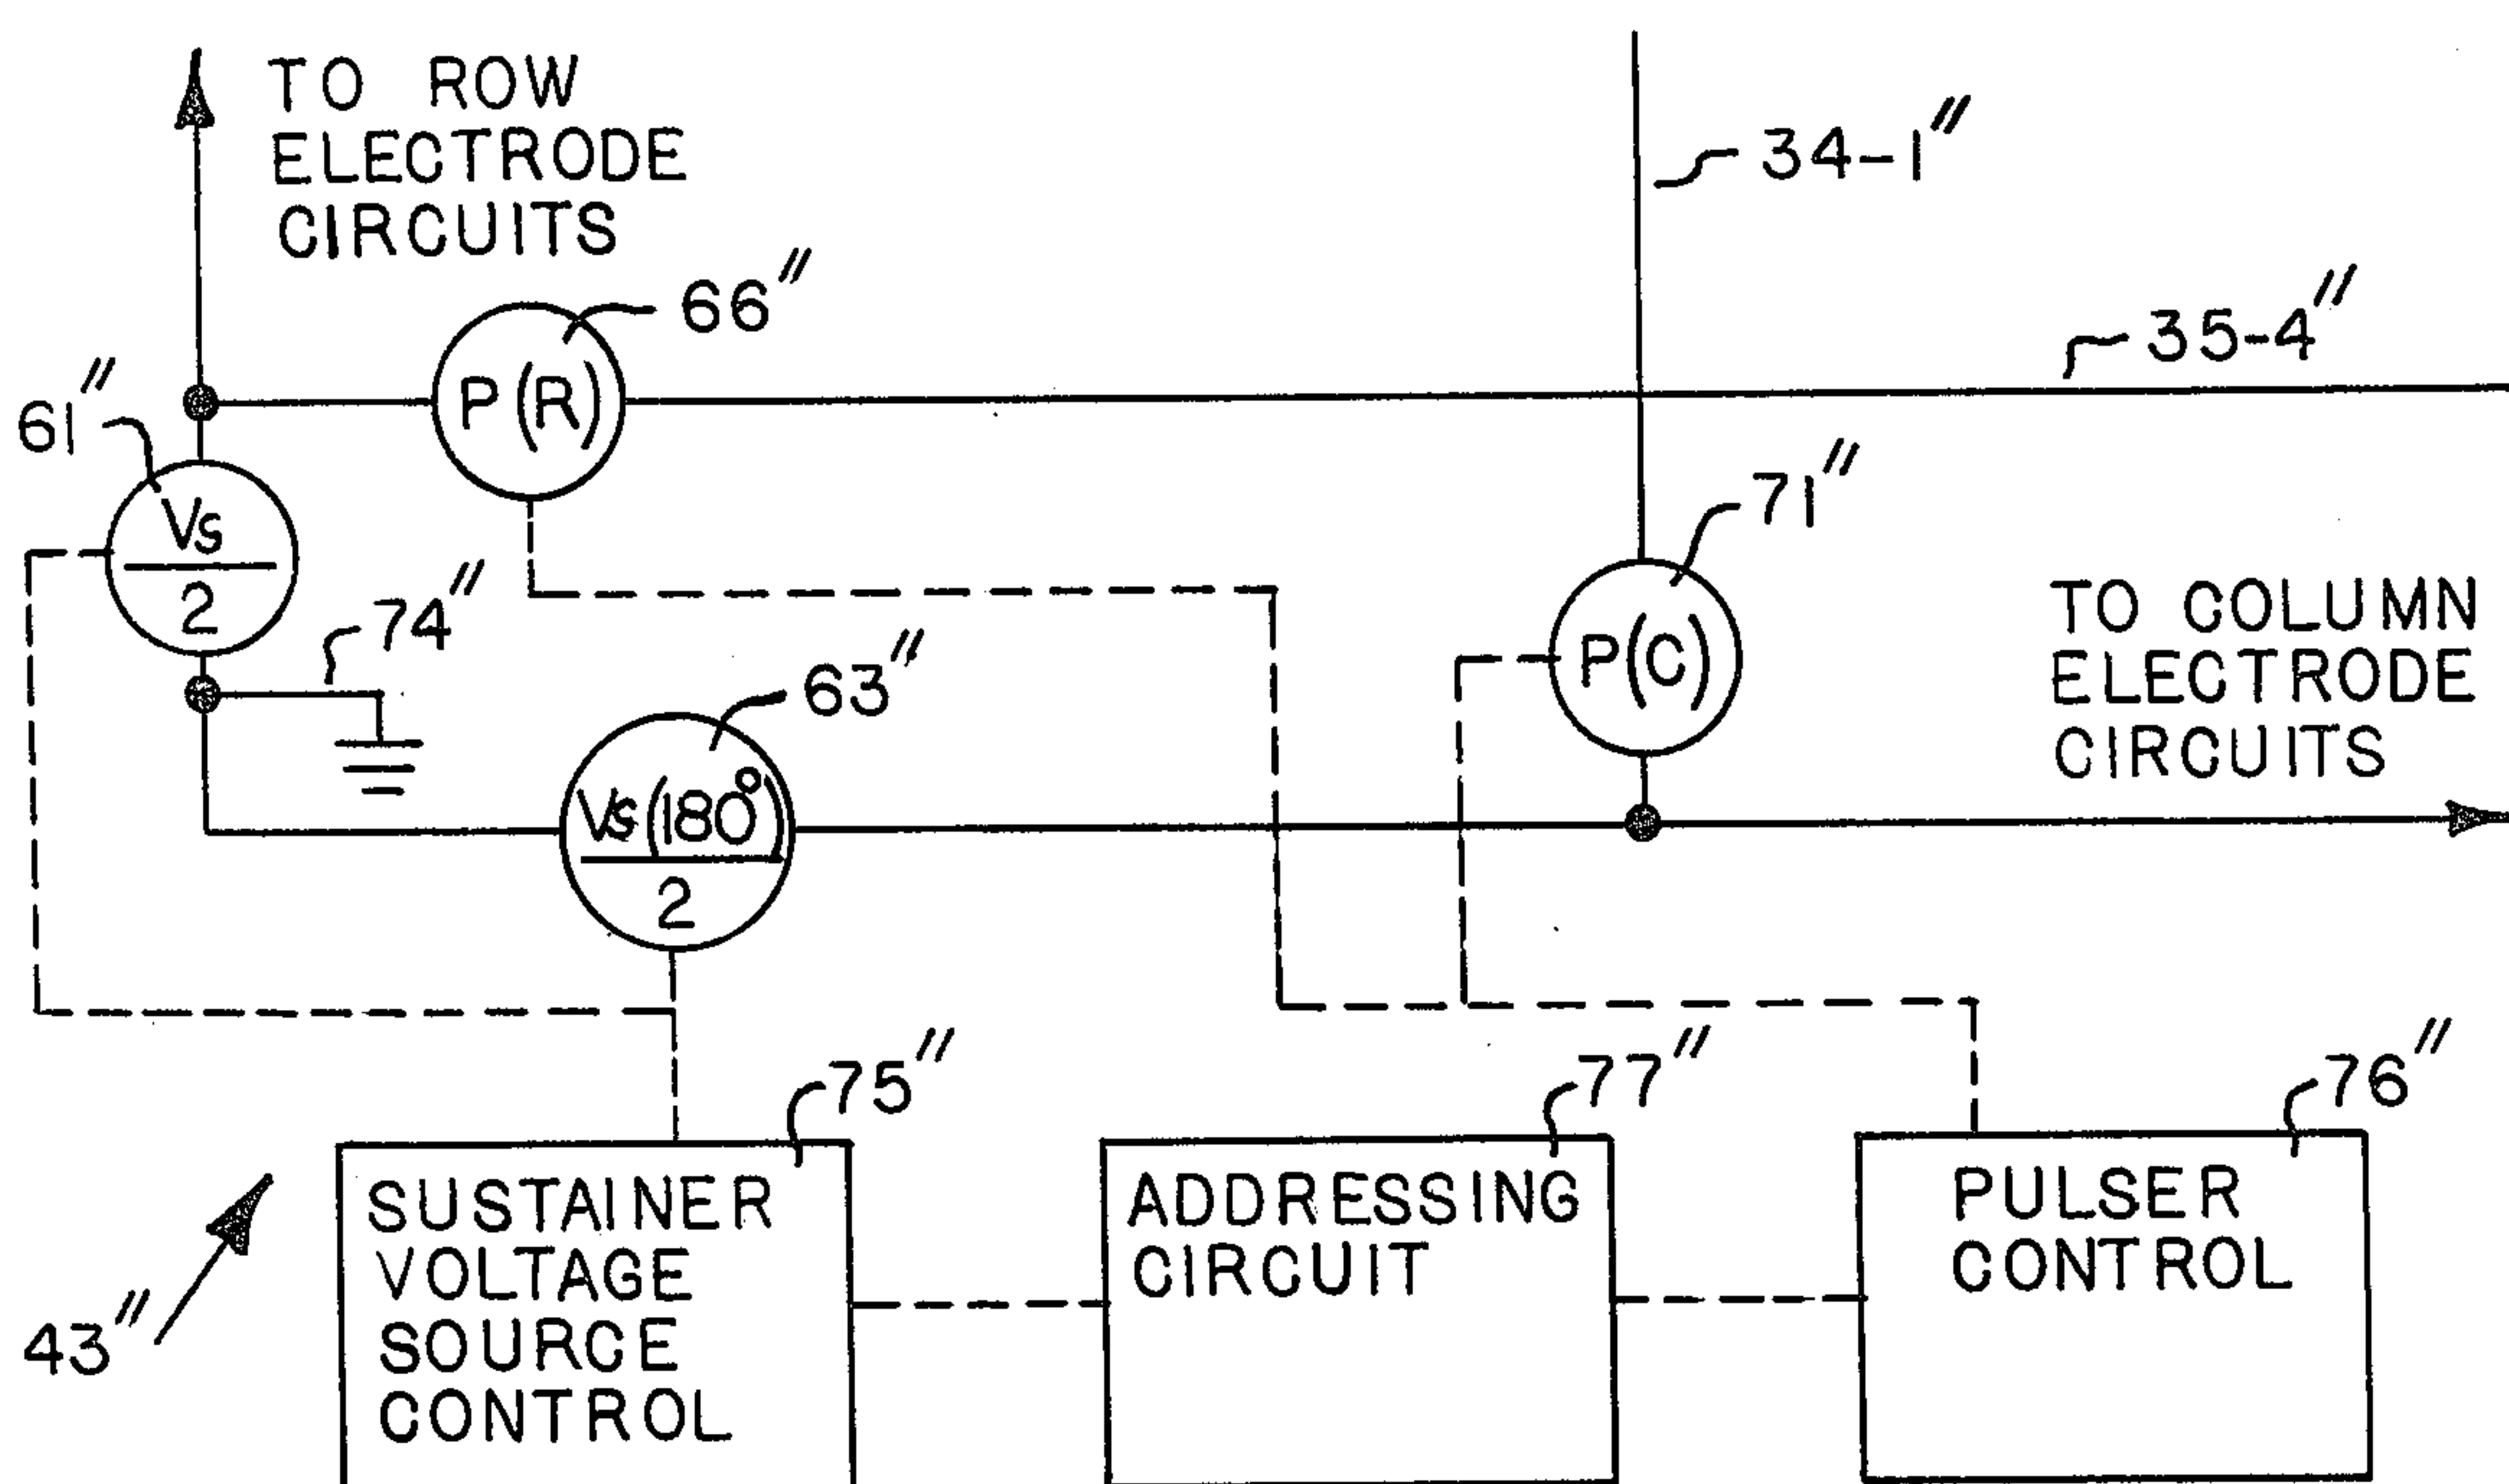 TO ROW
ELECTRODE
CIRCUITS
34-1"
66"
35-4"
61"
P(R)
71"
Vs
2
74"
63"
P(C)
TO COLUMN
ELECTRODE
CIRCUITS
Vs(180°)
2
75"
77"
76"
SUSTAINER
VOLTAGE
SOURCE
CONTROL
ADDRESSING
CIRCUIT
PULSER
CONTROL
43"